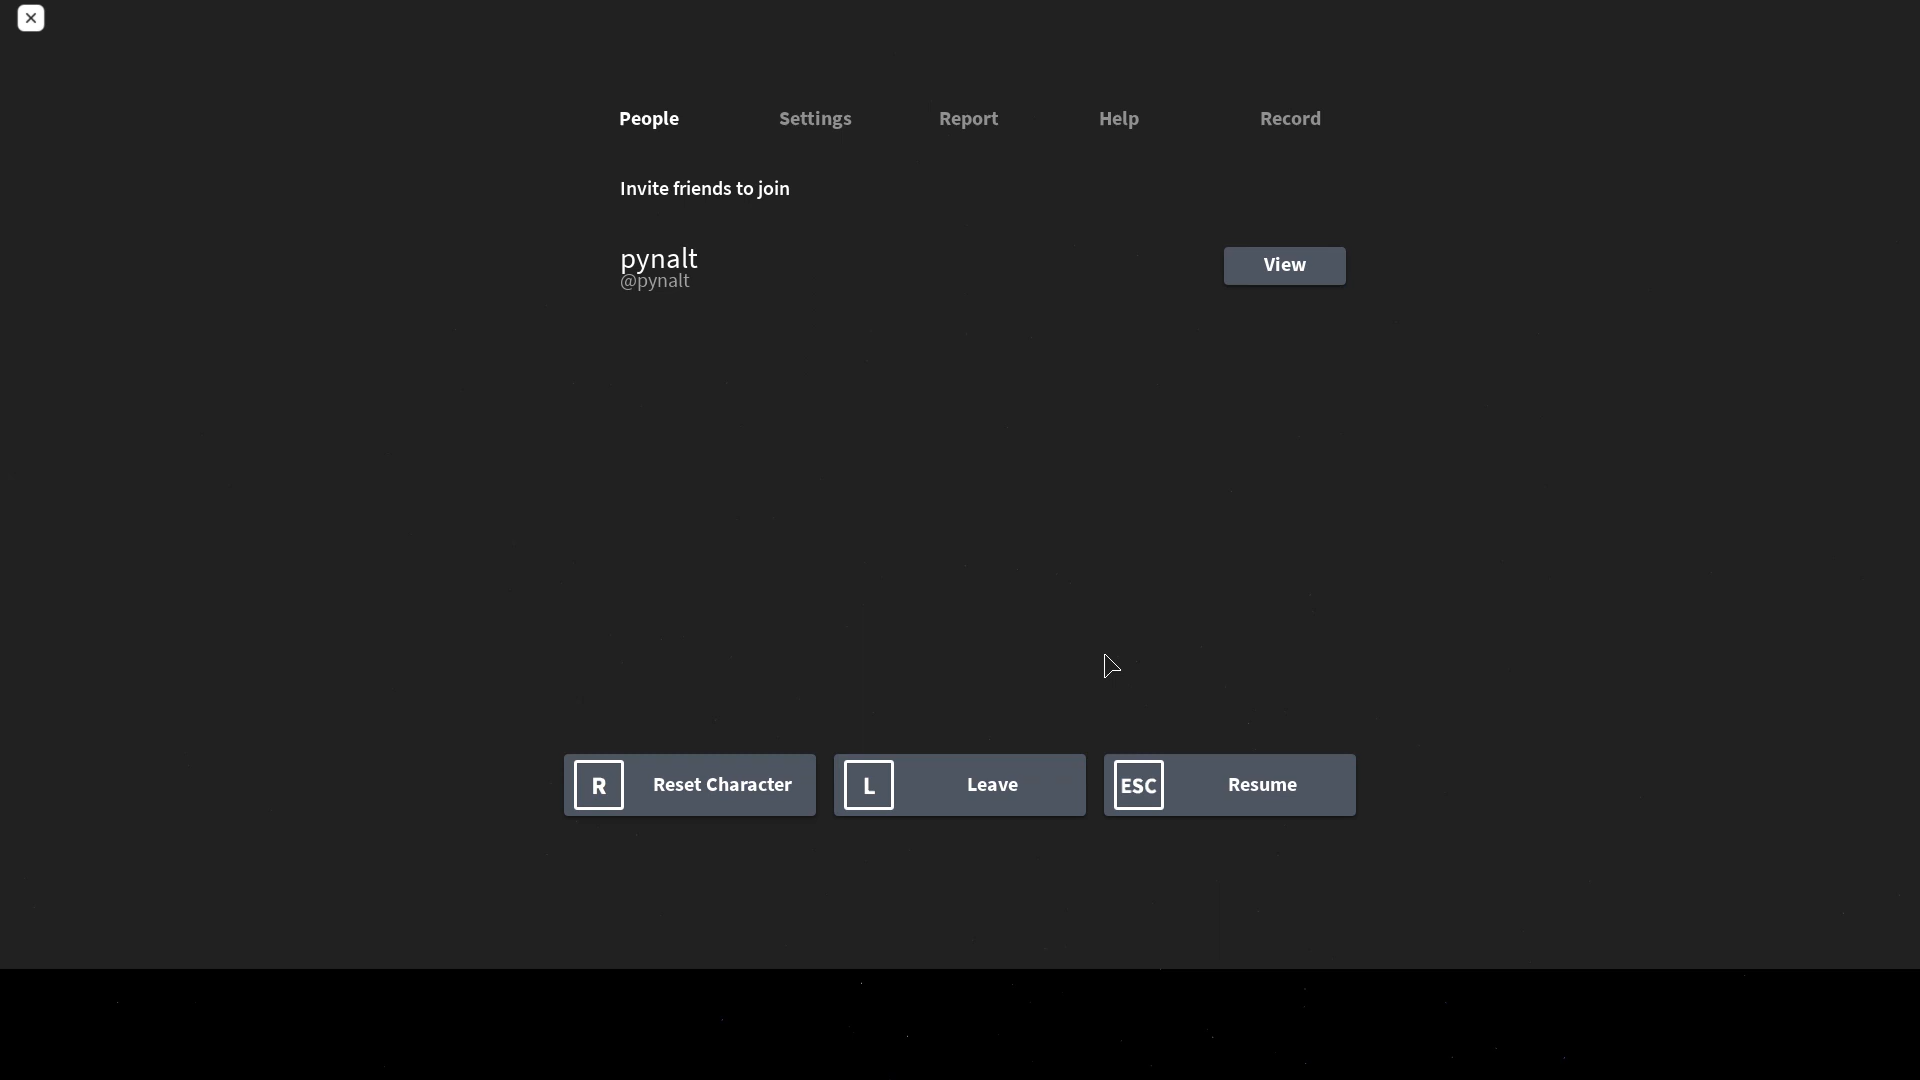 People
Settings
Report
Help
Record
Invite friends to join
pynalt
@pynalt
View
R
Reset Character
L
Leave
ESC
Resume